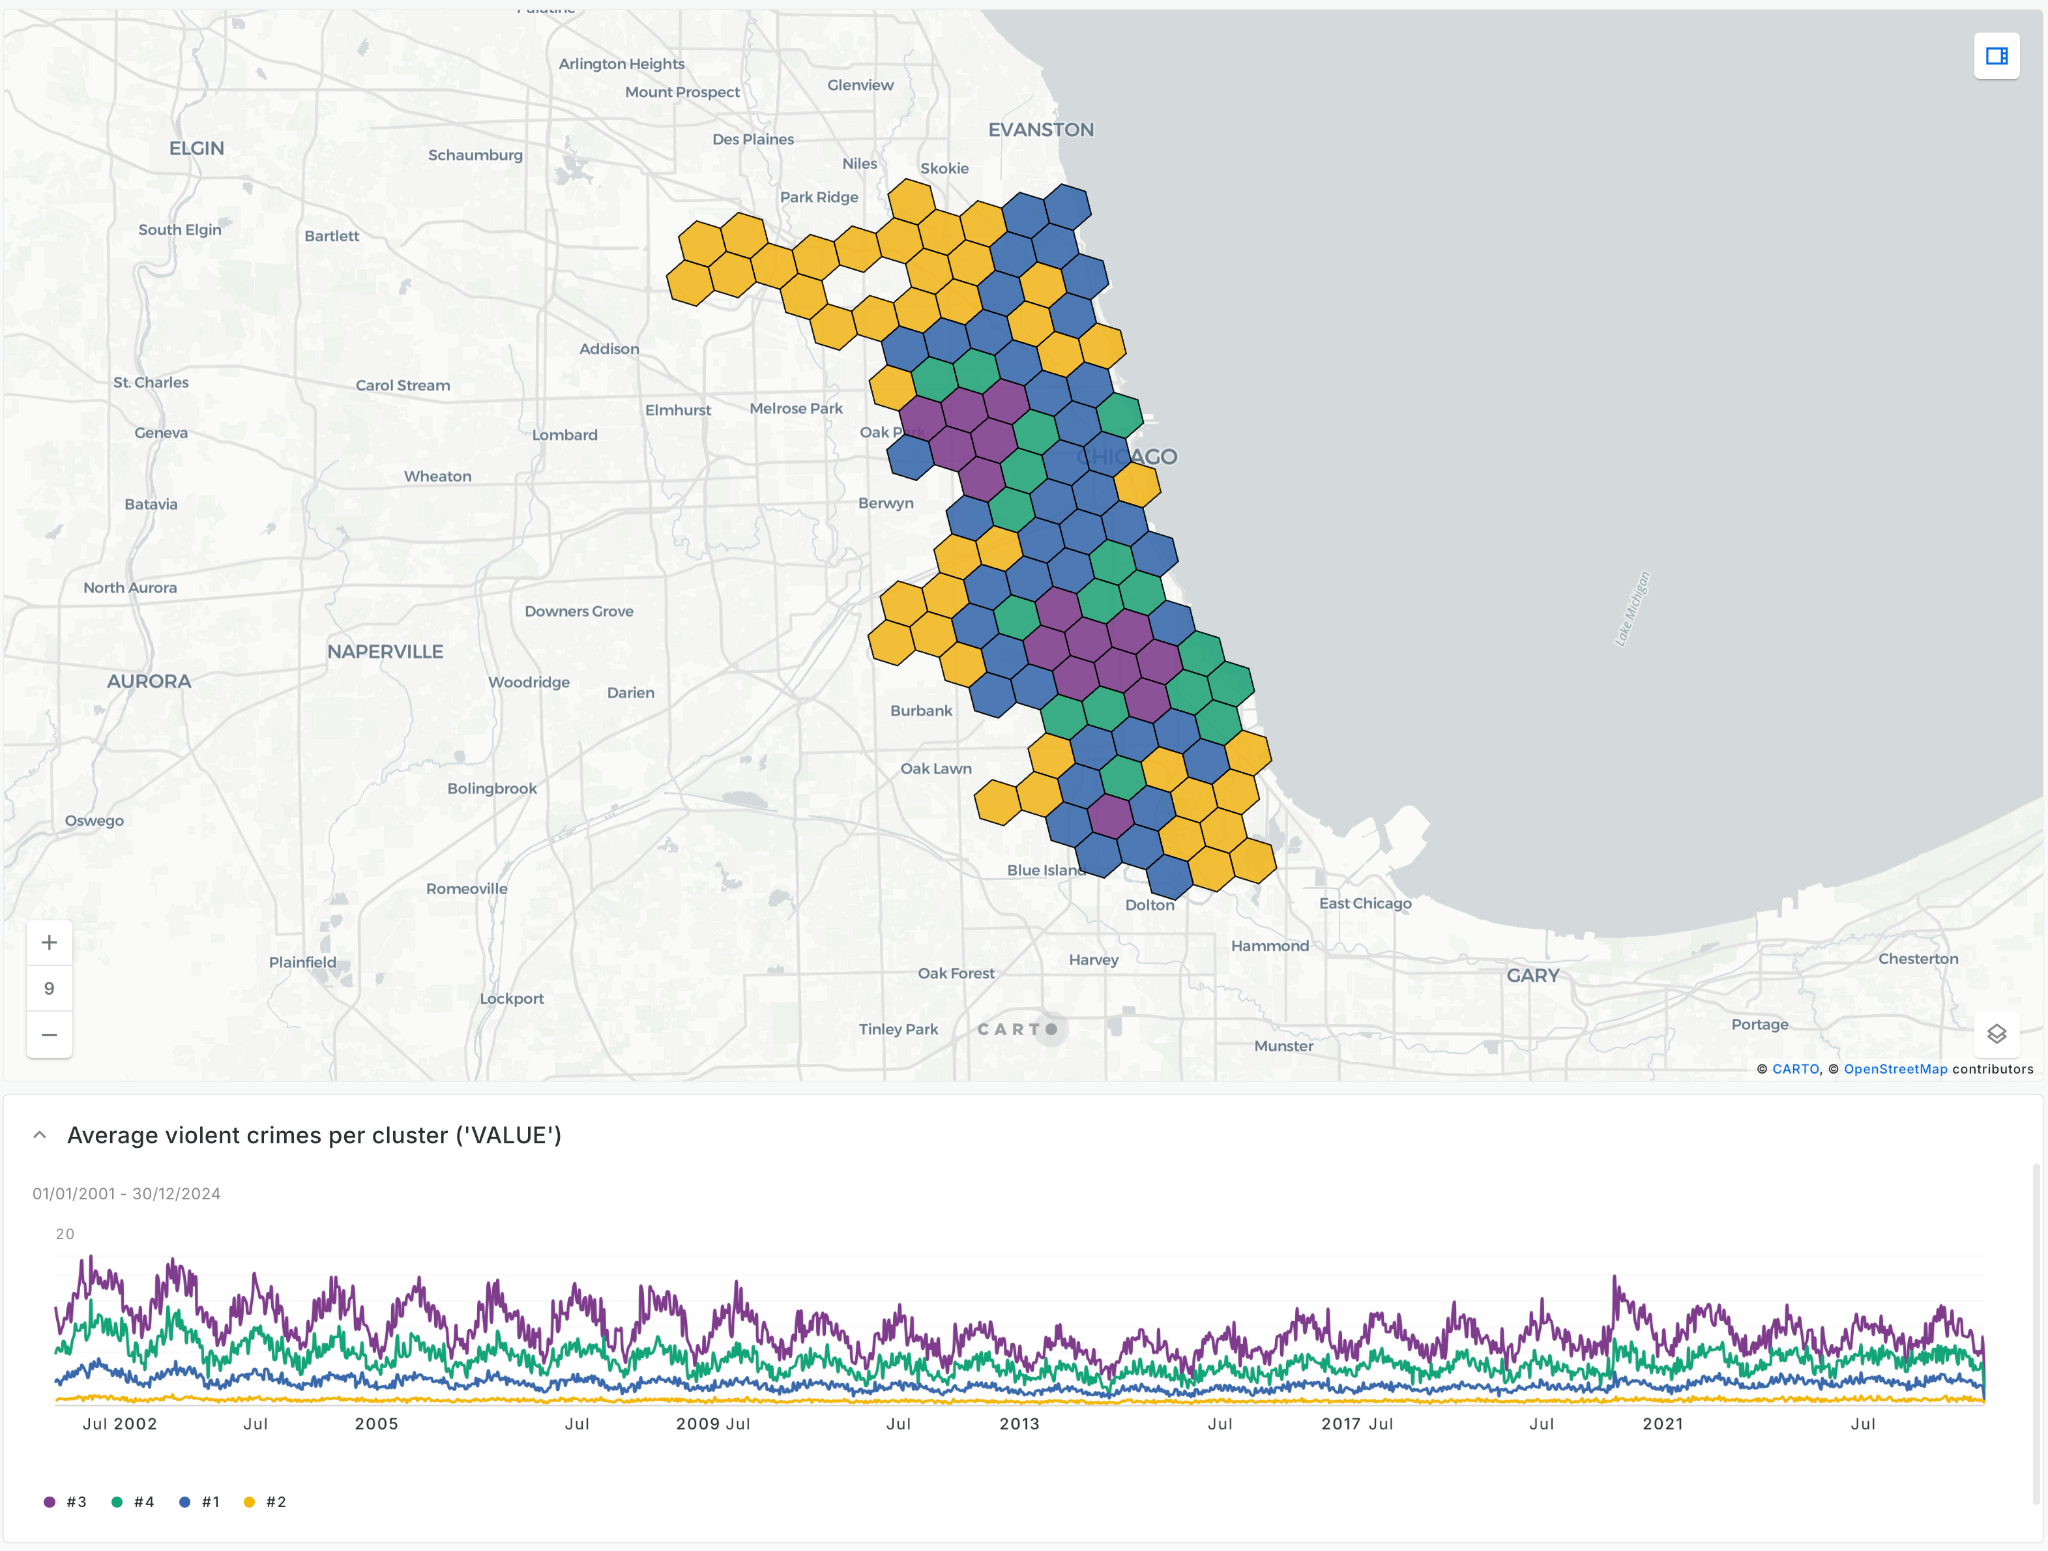 Palatine
Arlington Heights
Mount Prospect
Glenview
Des Plaines
EVANSTON
ELGIN
Schaumburg
Niles
Skokie
Park Ridge
South Elgin
Bartlett
Addison
St. Charles
Carol Stream
Elmhurst
Melrose Park
Geneva
Lombard
Oak Park
CHICAGO
Wheaton
Batavia
Berwyn
North Aurora
Downers Grove
Lake Michigan
NAPERVILLE
AURORA
Woodridge
Darien
Burbank
Oak Lawn
Bolingbrook
Oswego
Blue Island
Romeoville
Dolton
East Chicago
+
9
−
Plainfield
Harvey
Hammond
Oak Forest
GARY
Chesterton
Lockport
Tinley Park
CARTO
Munster
Portage
© CARTO, © OpenStreetMap contributors
Average violent crimes per cluster ('VALUE')
01/01/2001 - 30/12/2024
20
Jul 2002 Jul 2005 Jul 2009 Jul Jul 2013 Jul 2017 Jul Jul 2021 Jul
#3 #4 #1 #2